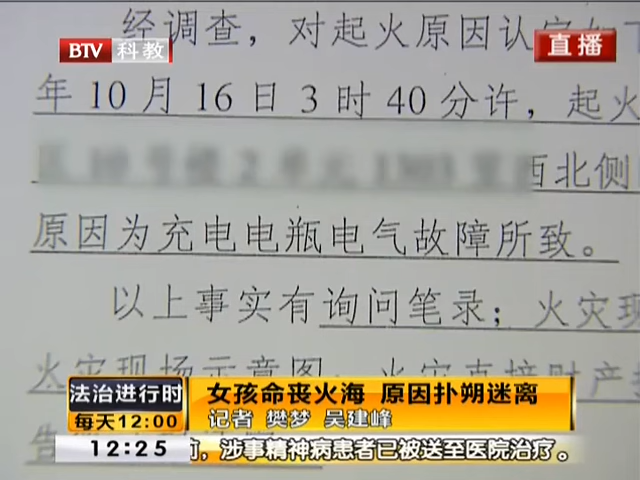 经调查，对起火原因认定如下
BTV 科教
直播
年 10 月 16 日 3 时 40 分许，起火
西北侧
原因为充电电瓶电气故障所致。
以上事实有询问笔录；火灾现
火灾现场示意图、火灾直接财产损
告
法治进行时
每天12:00
12:25
女孩命丧火海 原因扑朔迷离
记者 樊梦 吴建峰
前，涉事精神病患者已被送至医院治疗。